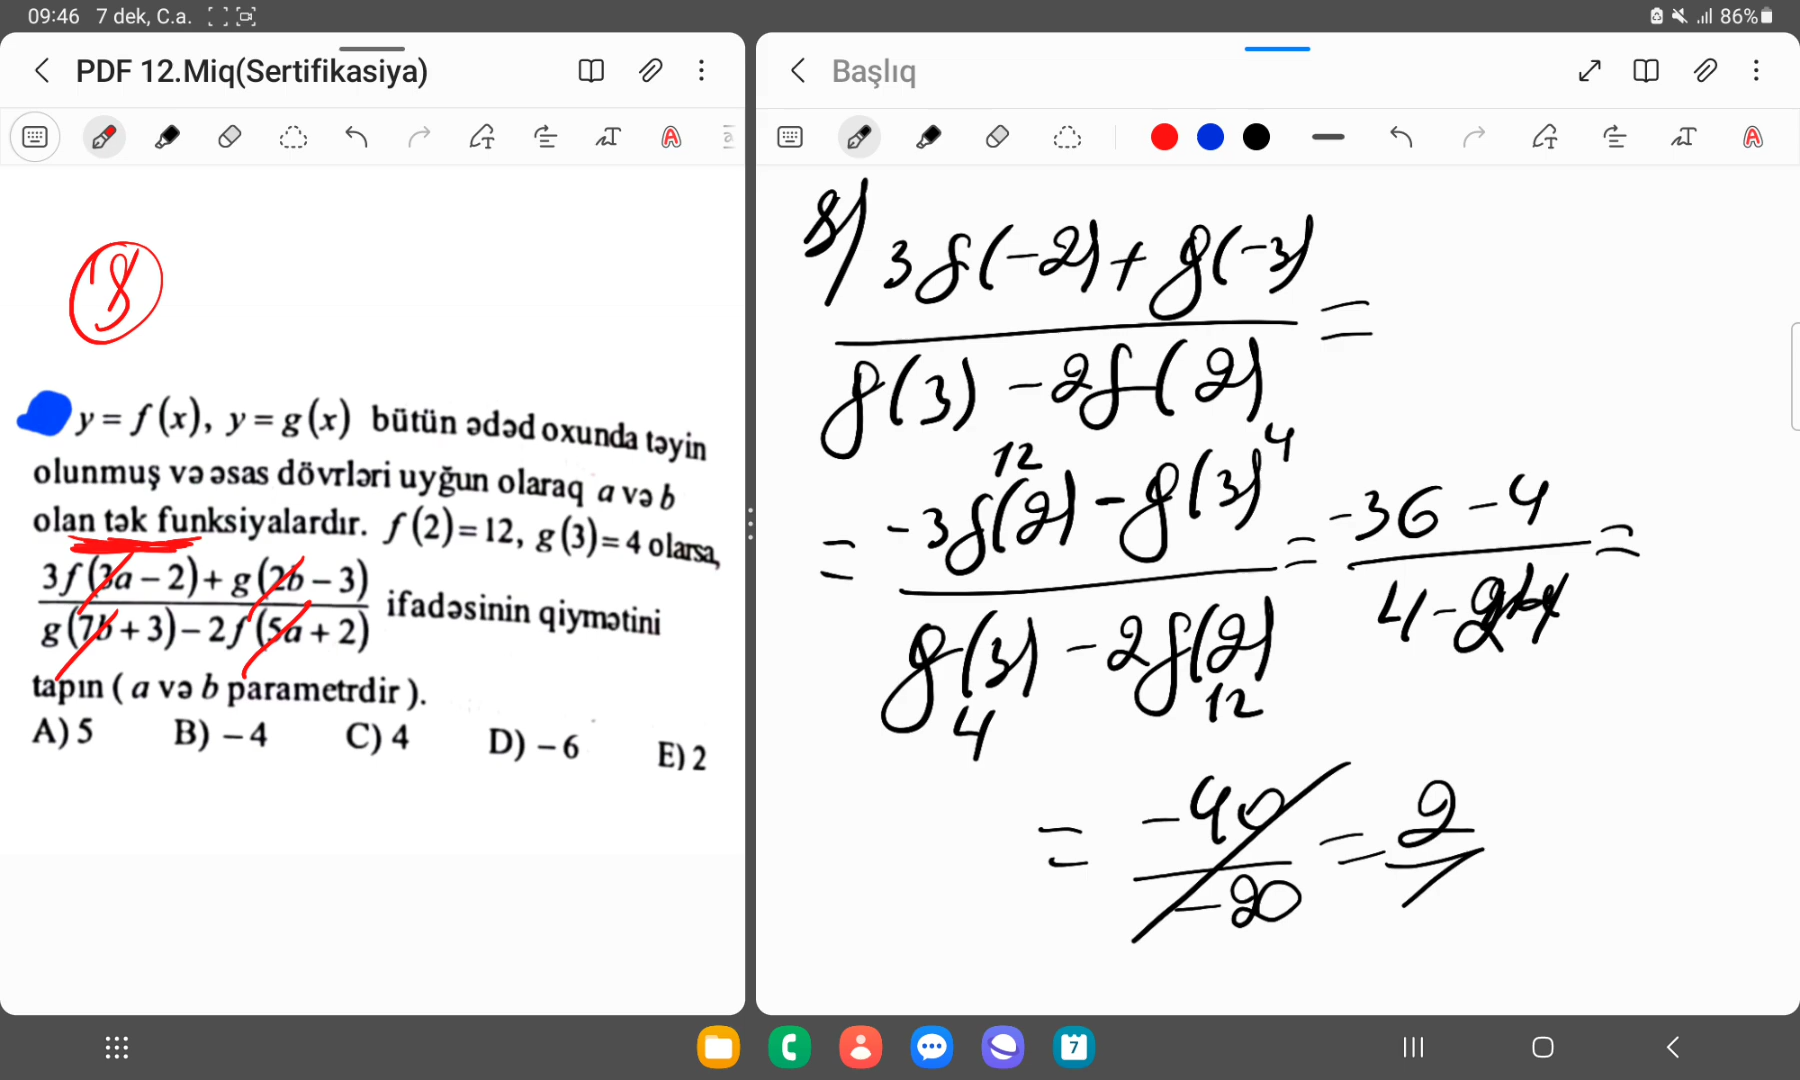 09:46 7 dek, C.a. 86%
PDF 12.Miq(Sertifikasiya)
8
y = f(x), y = g(x) bütün ədəd oxunda təyin
olunmuş və əsas dövrləri uyğun olaraq a və b
olan tək funksiyalardır. f(2)=12, g(3)=4 olarsa,
3f(3a−2)+g(2b−3)
g(7b+3)−2f(5a+2)
ifadəsinin qiymətini
tapın ( a və b parametrdir ).
A) 5 B) −4 C) 4 D) −6 E) 2
Başlıq
8) 3f(-2)+g(-3) =
g(3) -2f(2)
12 4
= -3f(2) - g(3) = -36 - 4 =
g(3) - 2f(2) 4 - 24
4 12
= -40 = 2
-20
7